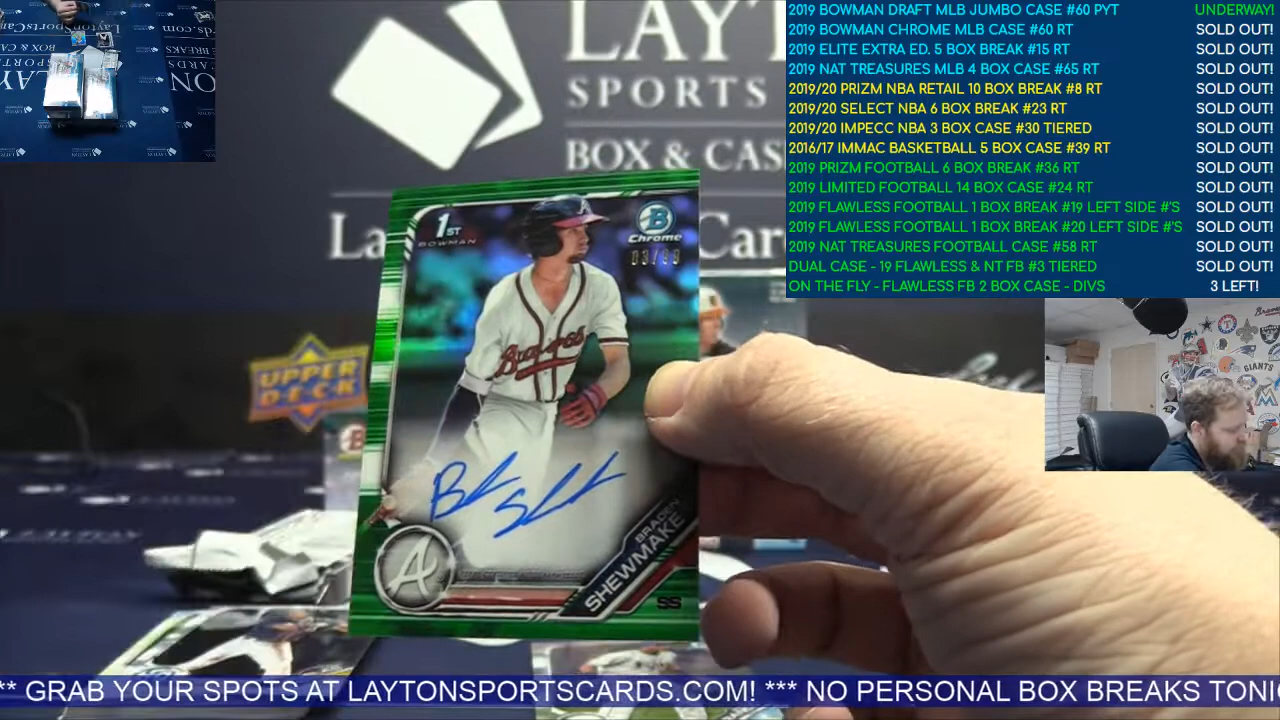 2019 BOWMAN DRAFT MLB JUMBO CASE #60 PYT UNDERWAY!
2019 BOWMAN CHROME MLB CASE #60 RT SOLD OUT!
2019 ELITE EXTRA ED. 5 BOX BREAK #15 RT SOLD OUT!
2019 NAT TREASURES MLB 4 BOX CASE #65 RT SOLD OUT!
2019/20 PRIZM NBA RETAIL 10 BOX BREAK #8 RT SOLD OUT!
2019/20 SELECT NBA 6 BOX BREAK #23 RT SOLD OUT!
2019/20 IMPECC NBA 3 BOX CASE #30 TIERED SOLD OUT!
2016/17 IMMAC BASKETBALL 5 BOX CASE #39 RT SOLD OUT!
2019 PRIZM FOOTBALL 6 BOX BREAK #36 RT SOLD OUT!
2019 LIMITED FOOTBALL 14 BOX CASE #24 RT SOLD OUT!
2019 FLAWLESS FOOTBALL 1 BOX BREAK #19 LEFT SIDE #'S SOLD OUT!
2019 FLAWLESS FOOTBALL 1 BOX BREAK #20 LEFT SIDE #'S SOLD OUT!
2019 NAT TREASURES FOOTBALL CASE #58 RT SOLD OUT!
DUAL CASE - 19 FLAWLESS & NT FB #3 TIERED SOLD OUT!
ON THE FLY - FLAWLESS FB 2 BOX CASE - DIVS 3 LEFT!
LAYT
SPORTS
BOX & CAS
1ST
BOWMAN
B
Chrome
Braves
UPPER
DECK
A
BRADEN
SHEWMAKE
SS
GIANTS
** GRAB YOUR SPOTS AT LAYTONSPORTSCARDS.COM! *** NO PERSONAL BOX BREAKS TONI